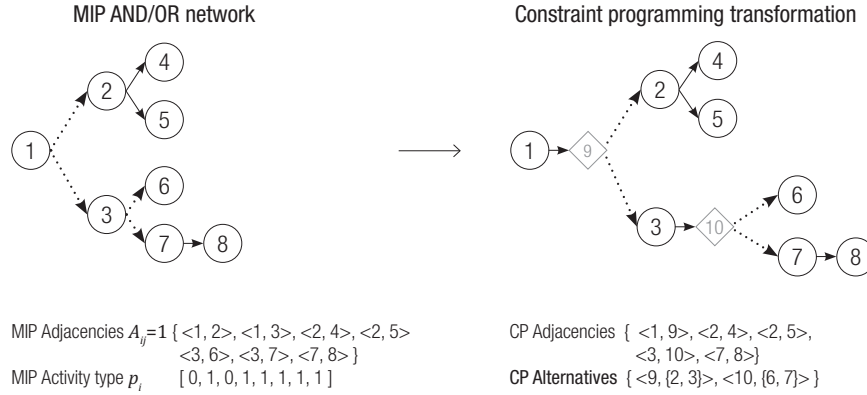 MIP AND/OR network
Constraint programming transformation
4
2
5
1
6
3
7
8
4
2
5
1
9
6
3
10
7
8
MIP Adjacencies A_ij=1 { <1, 2>, <1, 3>, <2, 4>, <2, 5>
<3, 6>, <3, 7>, <7, 8> }
MIP Activity type p_i [ 0, 1, 0, 1, 1, 1, 1, 1 ]
CP Adjacencies { <1, 9>, <2, 4>, <2, 5>,
<3, 10>, <7, 8>}
CP Alternatives { <9, {2, 3}>, <10, {6, 7}> }